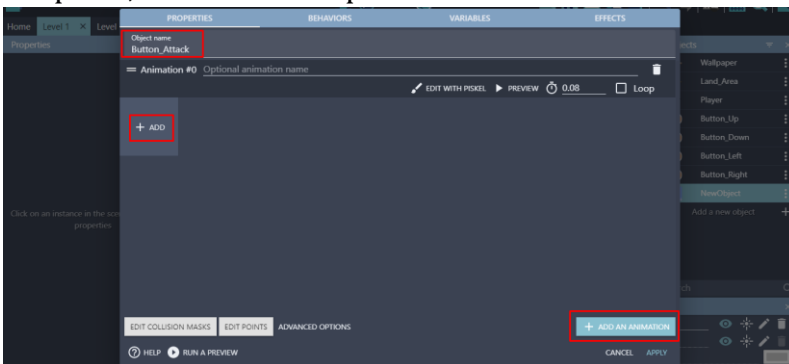 PROPERTIES BEHAVIORS VARIABLES EFFECTS
Home Level 1 × Level
Object name
Button_Attack
Properties
Animation #0 Optional animation name
EDIT WITH PISKEL PREVIEW 0.08 Loop
+ ADD
Wallpaper
Land_Area
Player
Button_Up
Button_Down
Button_Left
Button_Right
NewObject
Add a new object +
Click on an instance in the
properties
EDIT COLLISION MASKS EDIT POINTS ADVANCED OPTIONS + ADD AN ANIMATION
HELP RUN A PREVIEW CANCEL APPLY